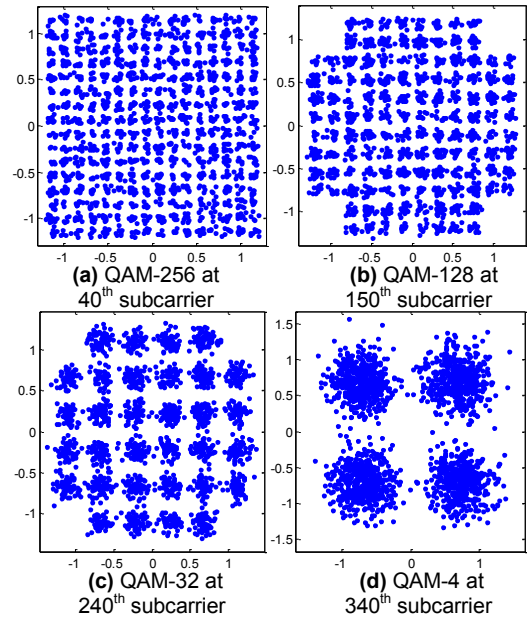 1
0.5
0
-0.5
-1
-1 -0.5 0 0.5 1
(a) QAM-256 at
40th subcarrier
1
0.5
0
-0.5
-1
-1 -0.5 0 0.5 1
(b) QAM-128 at
150th subcarrier
1
0.5
0
-0.5
-1
-1 -0.5 0 0.5 1
(c) QAM-32 at
240th subcarrier
1.5
1
0.5
0
-0.5
-1
-1.5
-1 0 1
(d) QAM-4 at
340th subcarrier